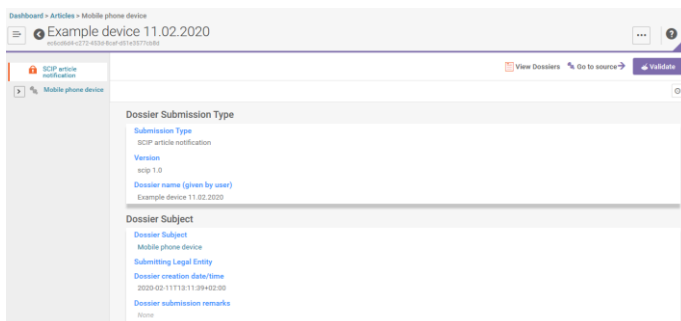 Dashboard » Articles » Mobile phone device
Example device 11.02.2020
SCIP article
notification
Mobile phone device
View Dossiers
Go to source
Validate
Dossier Submission Type
Submission Type
SCIP article notification
Version
scip 1.0
Dossier name (given by user)
Example device 11.02.2020
Dossier Subject
Dossier Subject
Mobile phone device
Submitting Legal Entity
Dossier creation date/time
2020-02-11T13:11:39+02:00
Dossier submission remarks
None